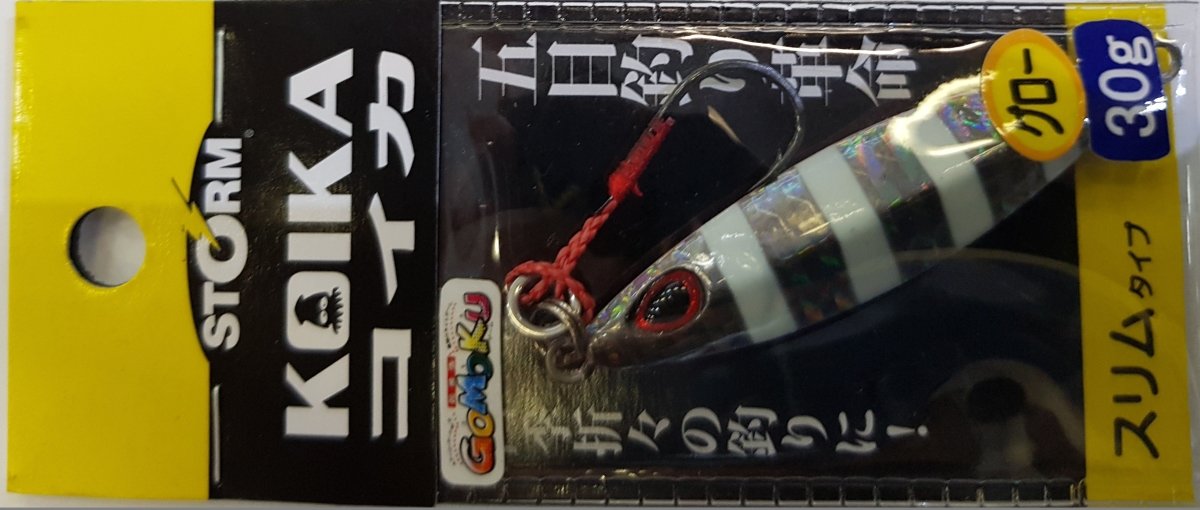 STORM
KOIKA
コイカ
五目釣の革命
グロー
30g
GOMOKU
季折々の釣りに!
スリムタイプ